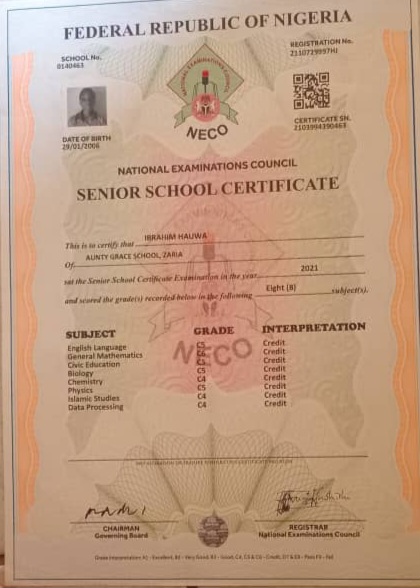 FEDERAL REPUBLIC OF NIGERIA
SCHOOL No.
0140463
REGISTRATION No.
2110729997HJ
NATIONAL EXAMINATIONS COUNCIL
NECO
DATE OF BIRTH
29/01/2006
CERTIFICATE SN.
2103994390463
NATIONAL EXAMINATIONS COUNCIL
SENIOR SCHOOL CERTIFICATE
This is to certify that IBRAHIM HAUWA
Of AUNTY GRACE SCHOOL, ZARIA
sat the Senior School Certificate Examination in the year 2021
and scored the grade(s) recorded below in the following Eight (8) subject(s).
SUBJECT GRADE INTERPRETATION
English Language Credit
General Mathematics Credit
Civic Education Credit
Biology C5 Credit
Chemistry C4 Credit
Physics C5 Credit
Islamic Studies C4 Credit
Data Processing C4 Credit
NECO
CHAIRMAN
Governing Board
REGISTRAR
National Examinations Council